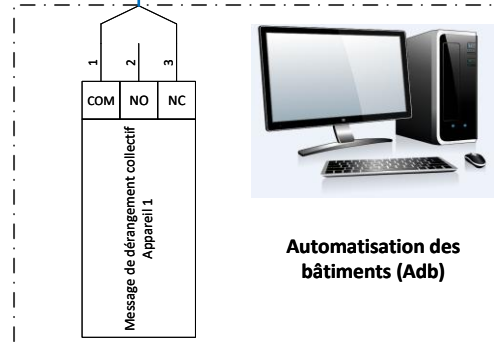 1
2
3
COM
NO
NC
Message de dérangement collectif
Appareil 1
Automatisation des
bâtiments (Adb)